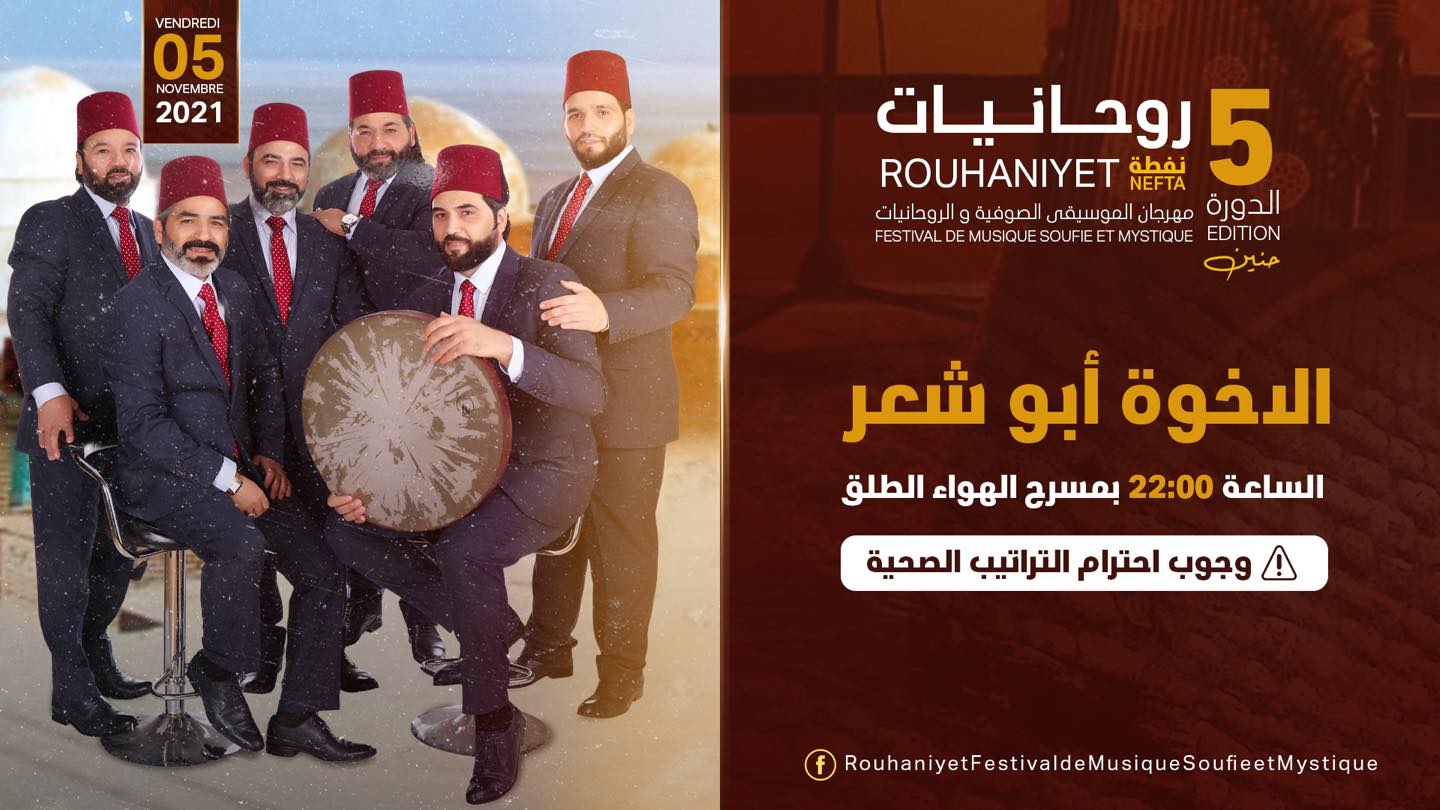 VENDREDI
05
NOVEMBRE
2021
روحانيات
ROUHANIYET
نفطة
NEFTA
مهرجان الموسيقى الصوفية و الروحانيات
FESTIVAL DE MUSIQUE SOUFIE ET MYSTIQUE
5
الدورة
EDITION
حنين
الاخوة أبو شعر
الساعة 22:00 بمسرح الهواء الطلق
وجوب احترام التراتيب الصحية
RouhaniyetFestivaldeMusiqueSoufieetMystique